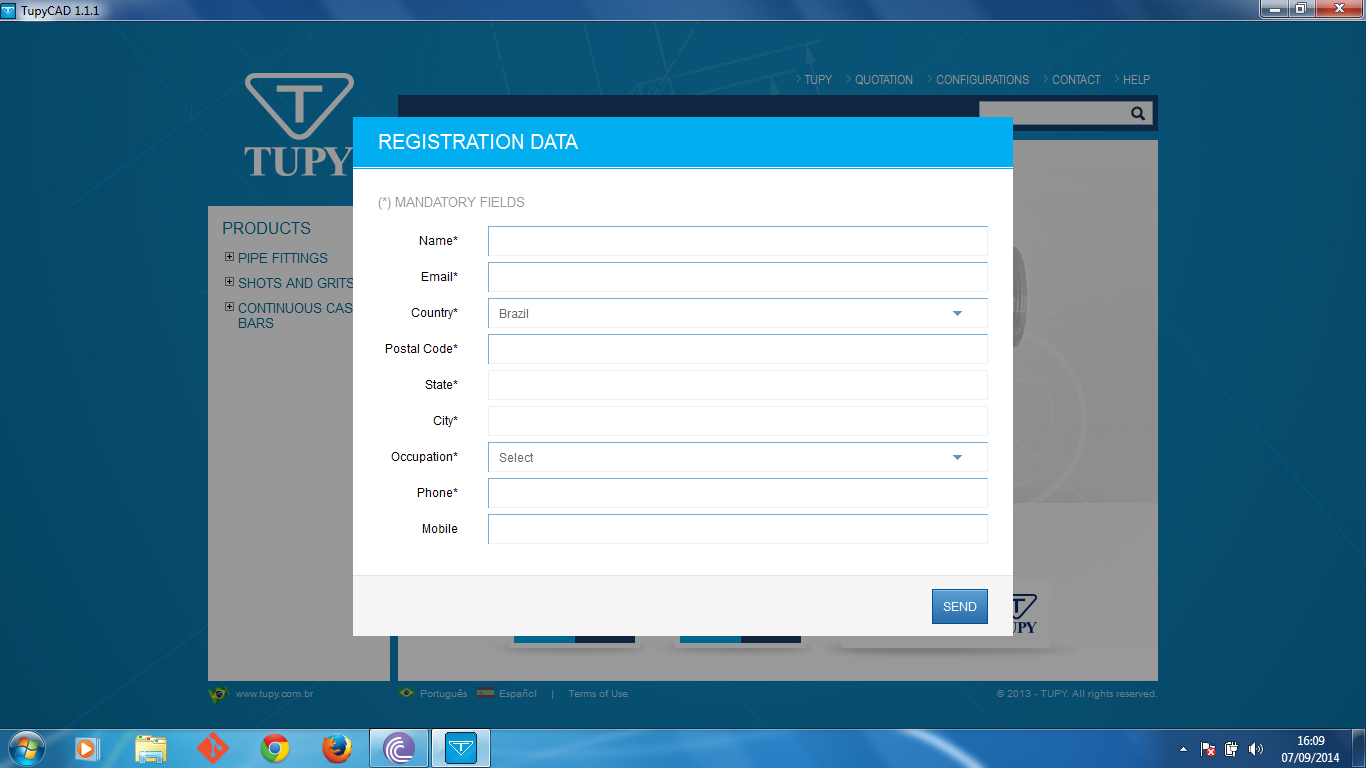 TupyCAD 1.1.1
TUPY QUOTATION CONFIGURATIONS CONTACT HELP
TUPY
REGISTRATION DATA
(*) MANDATORY FIELDS
Name*
Email*
Country* Brazil
Postal Code*
State*
City*
Occupation* Select
Phone*
Mobile
SEND
PRODUCTS
PIPE FITTINGS
SHOTS AND GRITS
CONTINUOUS CAS
BARS
UPY
www.tupy.com.br Português Español | Terms of Use © 2013 - TUPY. All rights reserved.
16:09
07/09/2014